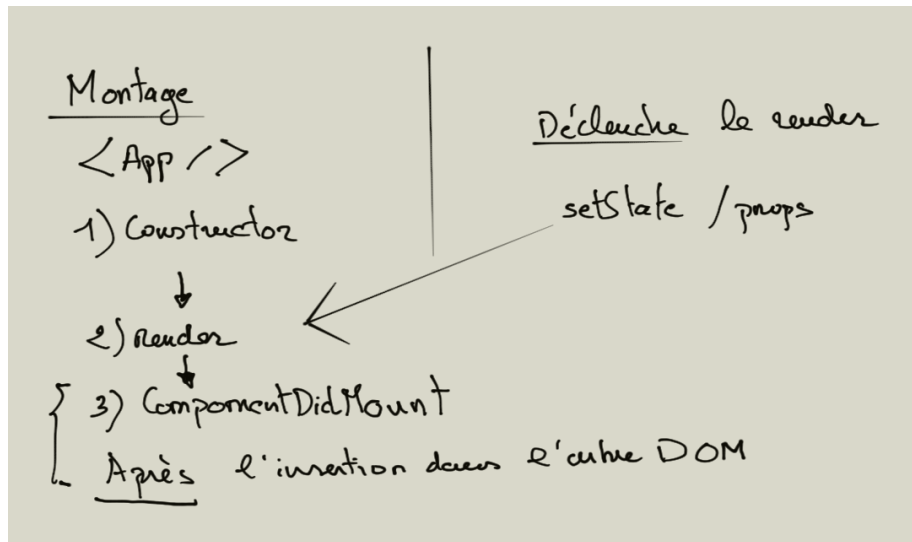 Montage
<App />
1) Constructor
2) render
3) ComponentDidMount
Après l'insertion dans l'arbre DOM
Déclenche le render
setState / props